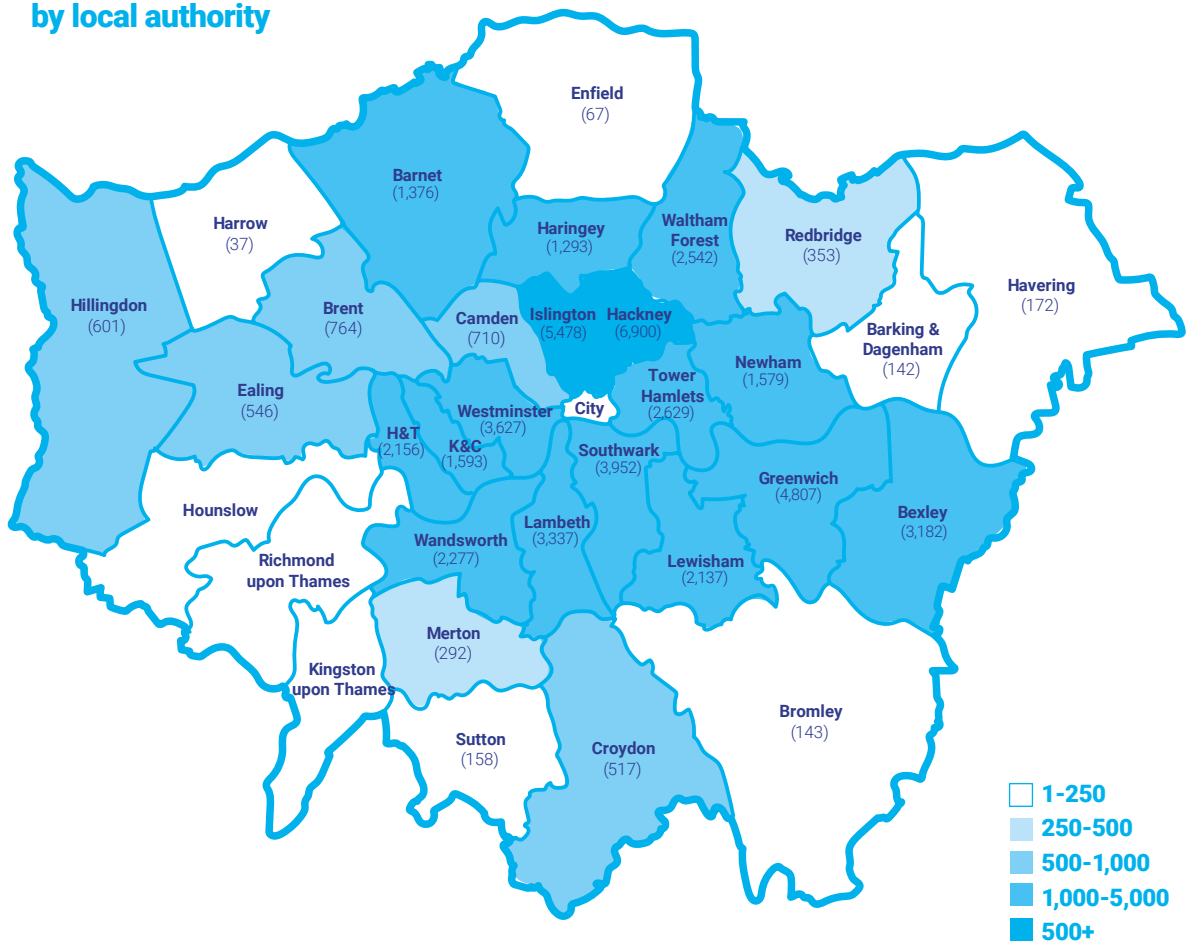 by local authority
Enfield
(67)
Barnet
(1,376)
Harrow
(37)
Haringey
(1,293)
Waltham
Forest
(2,542)
Redbridge
(353)
Havering
(172)
Hillingdon
(601)
Brent
(764)
Camden
(710)
Islington
(5,478)
Hackney
(6,900)
Barking &
Dagenham
(142)
Ealing
(546)
Newham
(1,579)
Tower
Hamlets
(2,629)
Westminster
(3,627)
City
H&T
(2,156)
K&C
(1,593)
Southwark
(3,952)
Greenwich
(4,807)
Hounslow
Bexley
(3,182)
Lambeth
(3,337)
Wandsworth
(2,277)
Richmond
upon Thames
Lewisham
(2,137)
Merton
(292)
Kingston
upon Thames
Bromley
(143)
Sutton
(158)
Croydon
(517)
1-250
250-500
500-1,000
1,000-5,000
500+